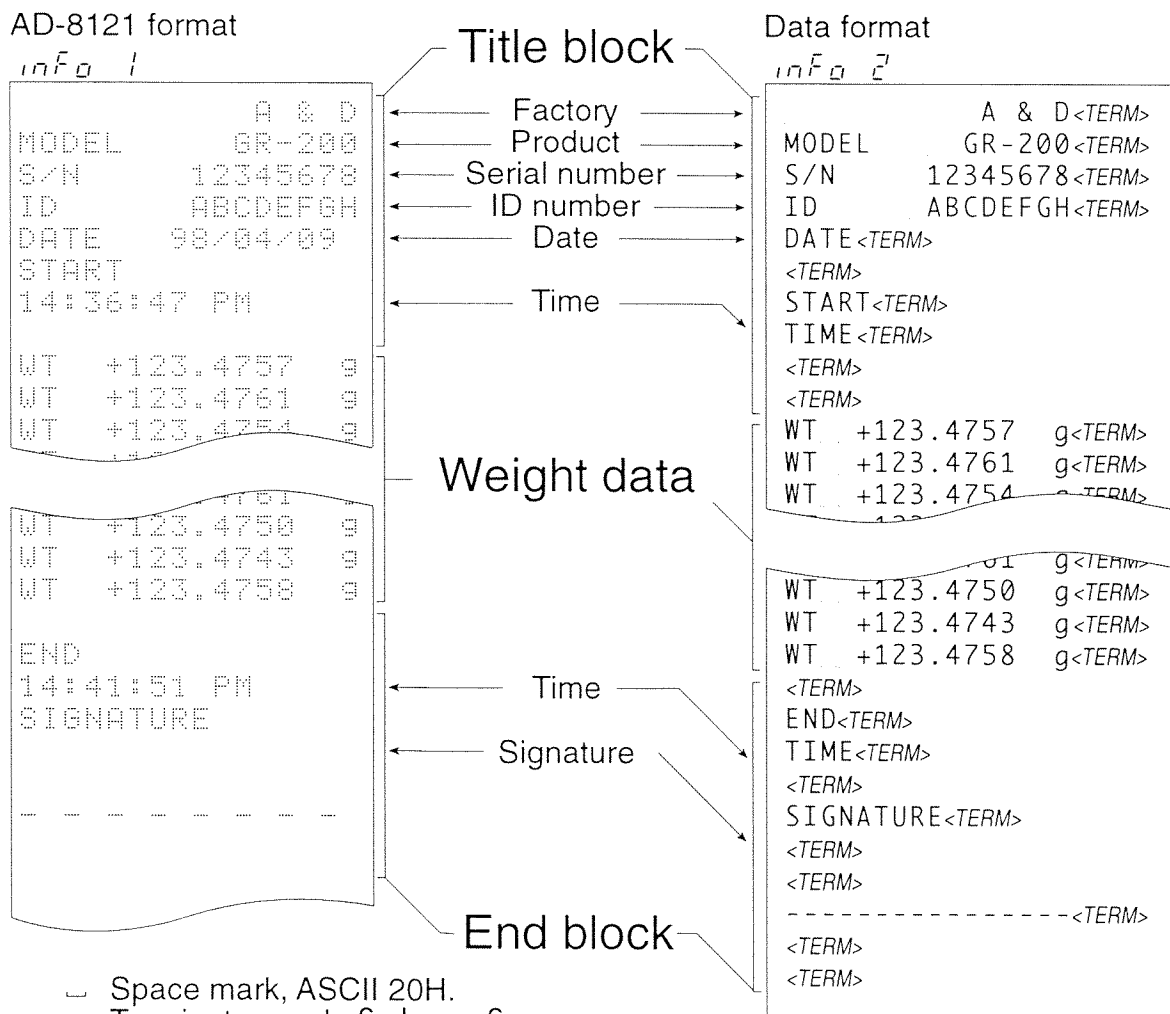 AD-8121 format
info 1
A & D
MODEL GR-200
S/N 12345678
ID ABCDEFGH
DATE 98/04/09
START
14:36:47 PM
WT +123.4757 g
WT +123.4761 g
WT +123.4754 g
WT +123.4750 g
WT +123.4743 g
WT +123.4758 g
END
14:41:51 PM
SIGNATURE
- - - - - - - -
Title block
Factory
Product
Serial number
ID number
Date
Time
Weight data
Time
Signature
End block
Data format
info 2
A & D<TERM>
MODEL GR-200<TERM>
S/N 12345678<TERM>
ID ABCDEFGH<TERM>
DATE<TERM>
<TERM>
START<TERM>
TIME<TERM>
<TERM>
<TERM>
WT +123.4757 g<TERM>
WT +123.4761 g<TERM>
WT +123.4754 g<TERM>
g<TERM>
WT +123.4750 g<TERM>
WT +123.4743 g<TERM>
WT +123.4758 g<TERM>
<TERM>
END<TERM>
TIME<TERM>
<TERM>
SIGNATURE<TERM>
<TERM>
<TERM>
----------------<TERM>
<TERM>
<TERM>
␣ Space mark, ASCII 20H.